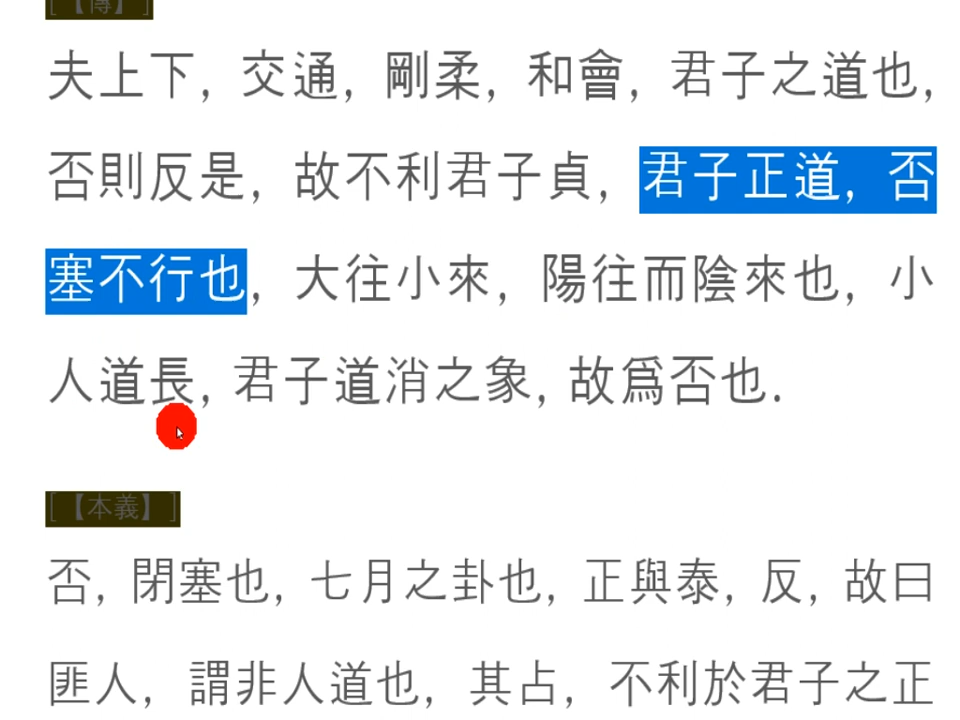 [【傳】]
夫上下, 交通, 剛柔, 和會, 君子之道也,
否則反是, 故不利君子貞, 君子正道, 否
塞不行也, 大往小來, 陽往而陰來也, 小
人道長, 君子道消之象, 故爲否也.
[【本義】]
否, 閉塞也, 七月之卦也, 正與泰, 反, 故曰
匪人, 謂非人道也, 其占, 不利於君子之正